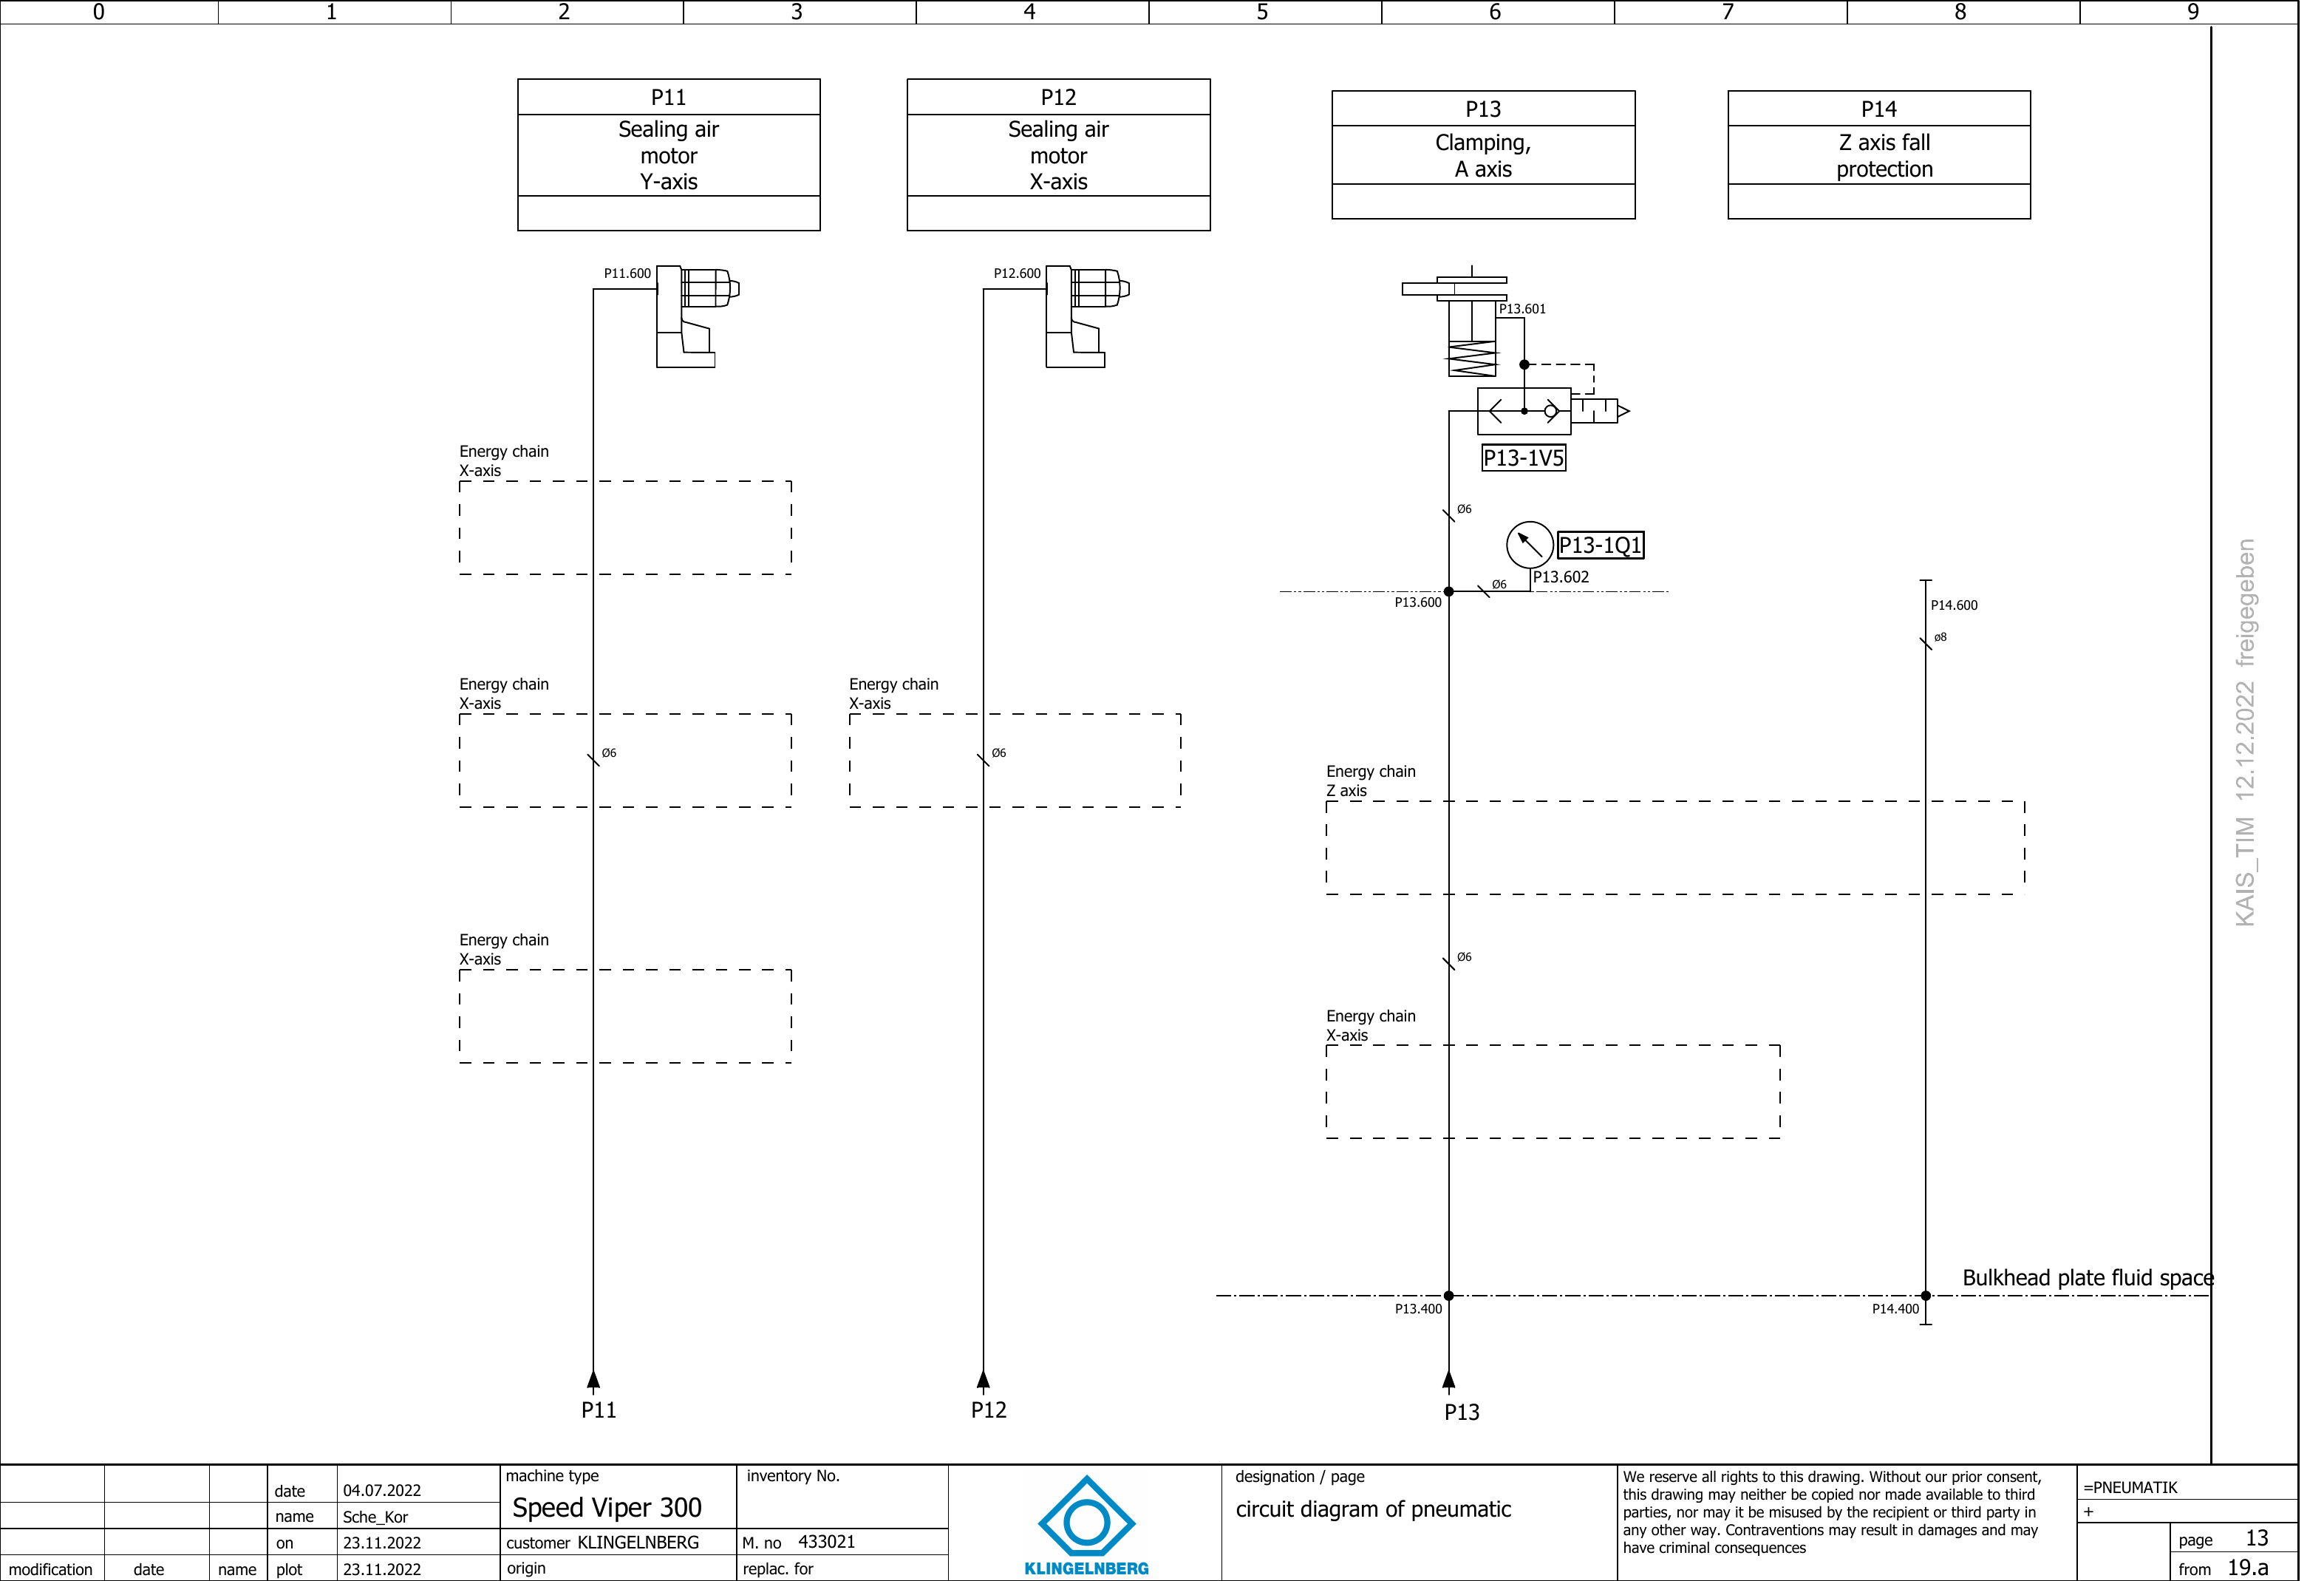 0 1 2 3 4 5 6 7 8 9
P11
Sealing air
motor
Y-axis
P12
Sealing air
motor
X-axis
P13
Clamping,
A axis
P14
Z axis fall
protection
P11.600
P12.600
P13.601
P13-1V5
Energy chain
X-axis
Ø6
P13-1Q1
P13.602
Ø6
P13.600
P14.600
ø8
Energy chain
X-axis
Ø6
Energy chain
X-axis
Ø6
Energy chain
Z axis
Energy chain
X-axis
Ø6
Energy chain
X-axis
Bulkhead plate fluid space
P13.400
P14.400
P11
P12
P13
KAIS_TIM 12.12.2022 freigegeben
modification date name
date 04.07.2022
name Sche_Kor
on 23.11.2022
plot 23.11.2022
machine type
Speed Viper 300
customer KLINGELNBERG
origin
inventory No.
M. no 433021
replac. for
KLINGELNBERG
designation / page
circuit diagram of pneumatic
We reserve all rights to this drawing. Without our prior consent,
this drawing may neither be copied nor made available to third
parties, nor may it be misused by the recipient or third party in
any other way. Contraventions may result in damages and may
have criminal consequences
=PNEUMATIK
+
page 13
from 19.a